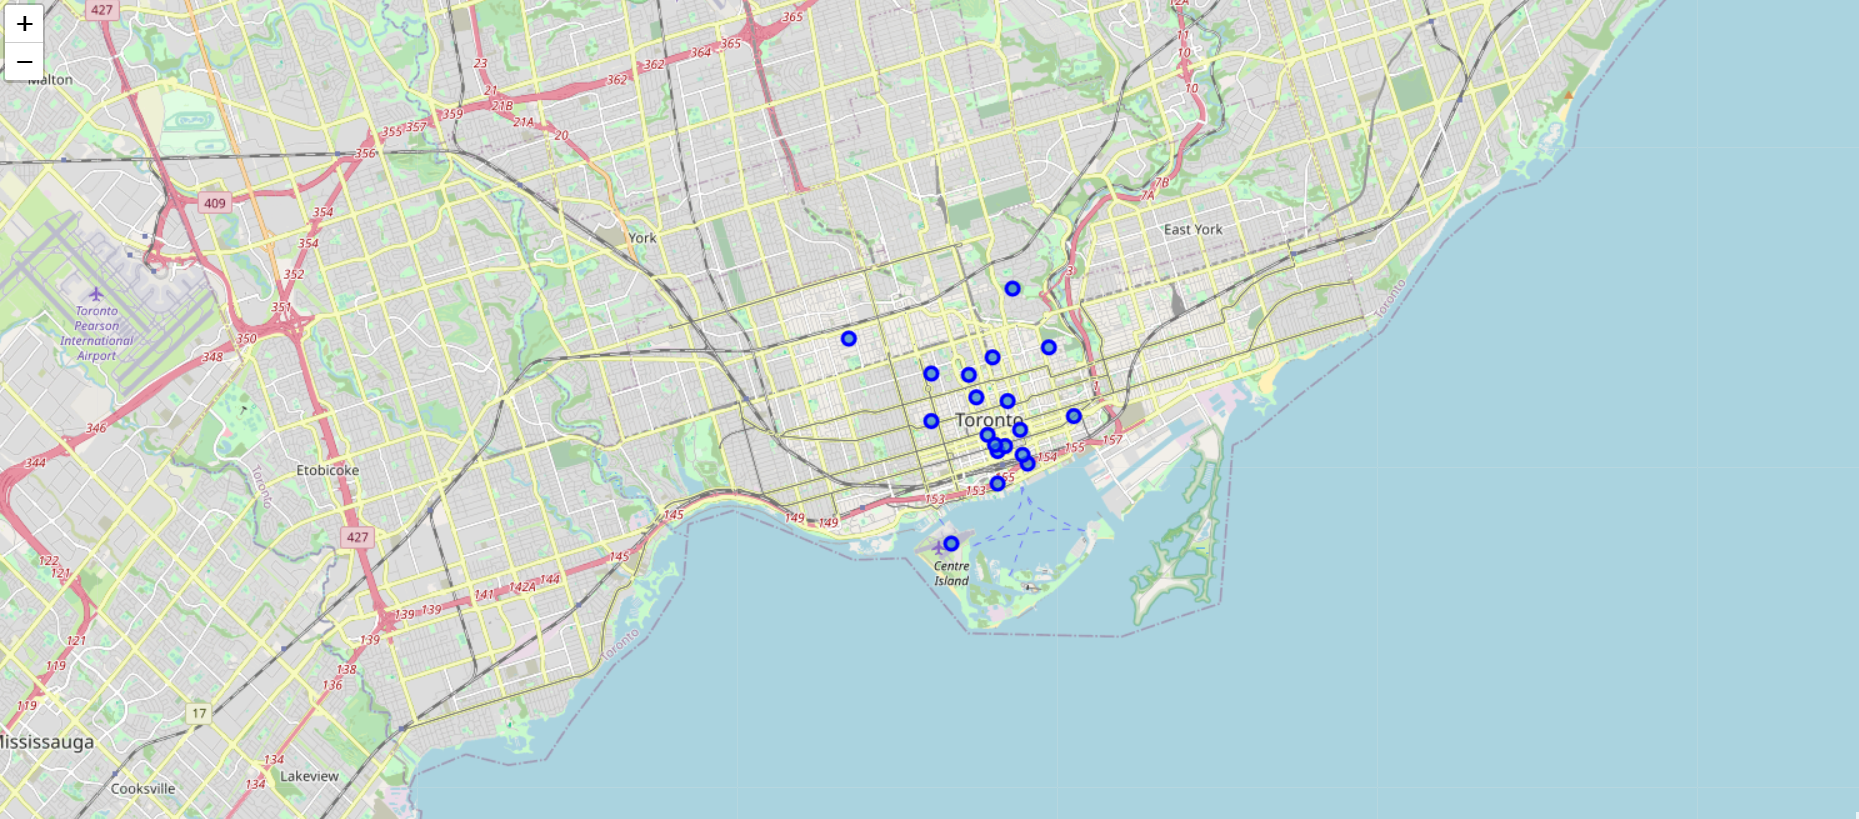 +
−
427
365
12A
Malton
11
10
365
364
362
362
23
21
21B
10
359
355 357
21A
20
356
7B
7A
409
354
York
East York
354
352
3
Toronto
Pearson
International
Airport
351
350
348
Toronto
1
346
Toronto
157
155
154
344
Etobicoke
Toronto
155
153
153
145
149
149
427
122
121
145
Centre
Island
144
142A
141
139
139
121
139
Toronto
119
138
136
119
17
Mississauga
134
134
Lakeview
Cooksville